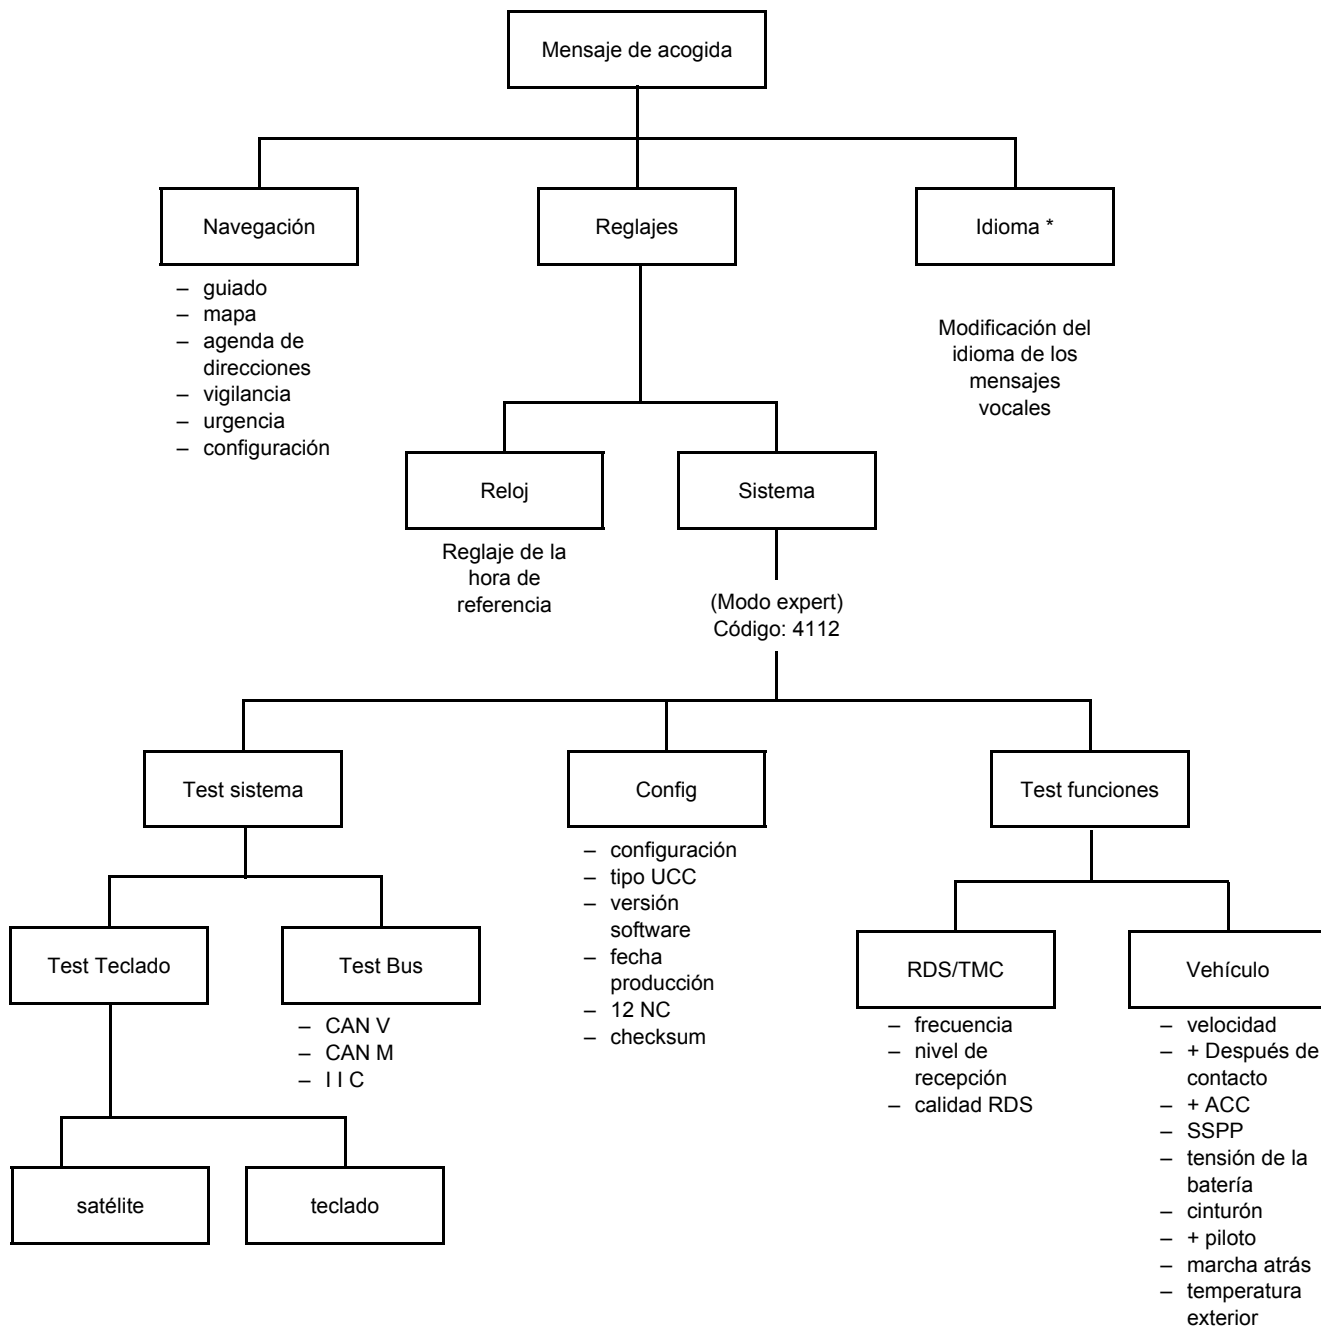 Mensaje de acogida
Navegación
Reglajes
Idioma *
– guiado
– mapa
– agenda de
direcciones
– vigilancia
– urgencia
– configuración
Modificación del
idioma de los
mensajes
vocales
Reloj
Sistema
Reglaje de la
hora de
referencia
(Modo expert)
Código: 4112
Test sistema
Config
Test funciones
– configuración
– tipo UCC
– versión
software
– fecha
producción
– 12 NC
– checksum
Test Teclado
Test Bus
RDS/TMC
Vehículo
– CAN V
– CAN M
– I I C
– frecuencia
– nivel de
recepción
– calidad RDS
– velocidad
– + Después de
contacto
– + ACC
– SSPP
– tensión de la
batería
– cinturón
– + piloto
– marcha atrás
– temperatura
exterior
satélite
teclado